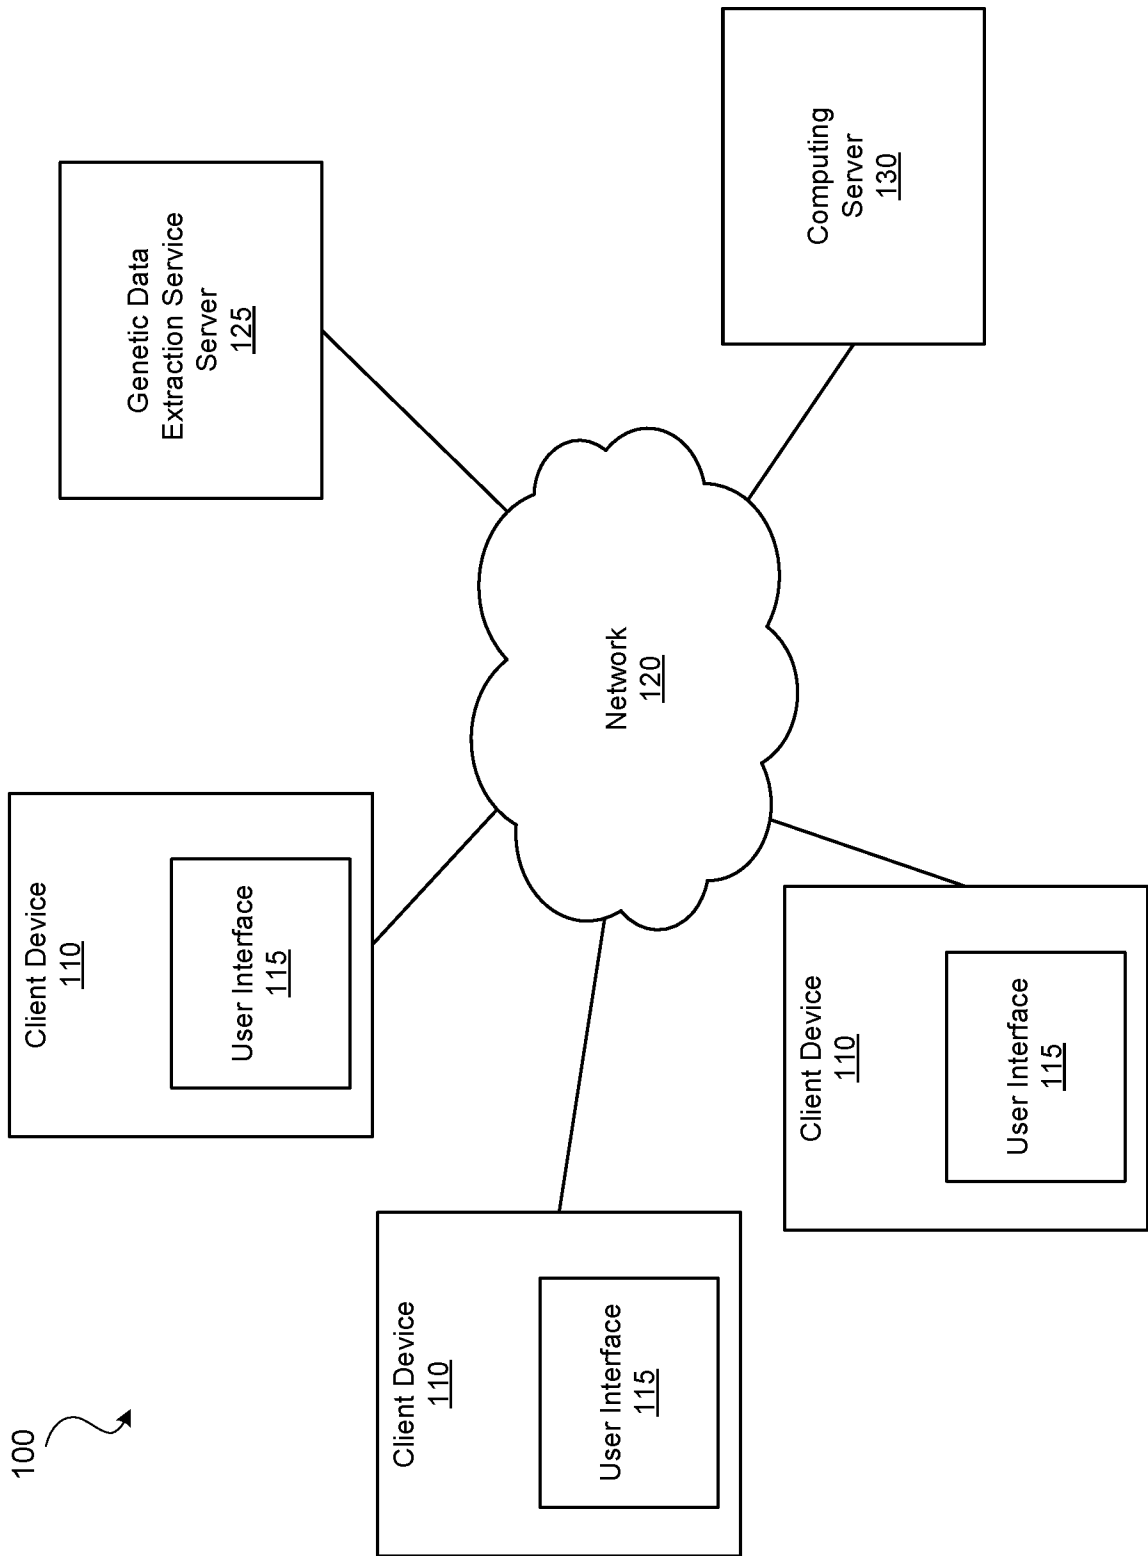 100
Client Device
110
User Interface
115
Client Device
110
User Interface
115
Client Device
110
User Interface
115
Network
120
Genetic Data
Extraction Service
Server
125
Computing
Server
130